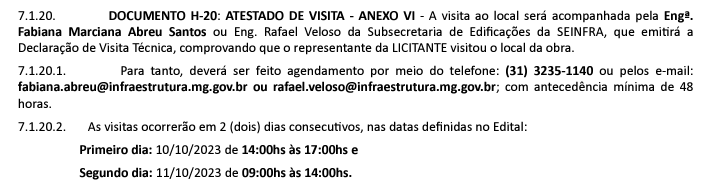 7.1.20. DOCUMENTO H-20: ATESTADO DE VISITA - ANEXO VI - A visita ao local será acompanhada pela Engª.
Fabiana Marciana Abreu Santos ou Eng. Rafael Veloso da Subsecretaria de Edificações da SEINFRA, que emitirá a
Declaração de Visita Técnica, comprovando que o representante da LICITANTE visitou o local da obra.
7.1.20.1. Para tanto, deverá ser feito agendamento por meio do telefone: (31) 3235-1140 ou pelos e-mail:
fabiana.abreu@infraestrutura.mg.gov.br ou rafael.veloso@infraestrutura.mg.gov.br; com antecedência mínima de 48
horas.
7.1.20.2. As visitas ocorrerão em 2 (dois) dias consecutivos, nas datas definidas no Edital:
Primeiro dia: 10/10/2023 de 14:00hs às 17:00hs e
Segundo dia: 11/10/2023 de 09:00hs às 14:00hs.